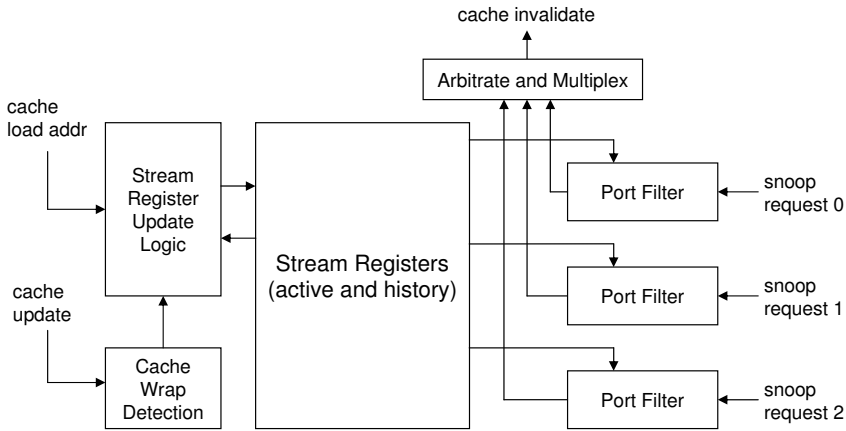 cache invalidate
Arbitrate and Multiplex
cache
load addr
Stream
Register
Update
Logic
Port Filter
snoop
request 0
Stream Registers
(active and history)
cache
update
Port Filter
snoop
request 1
Cache
Wrap
Detection
Port Filter
snoop
request 2